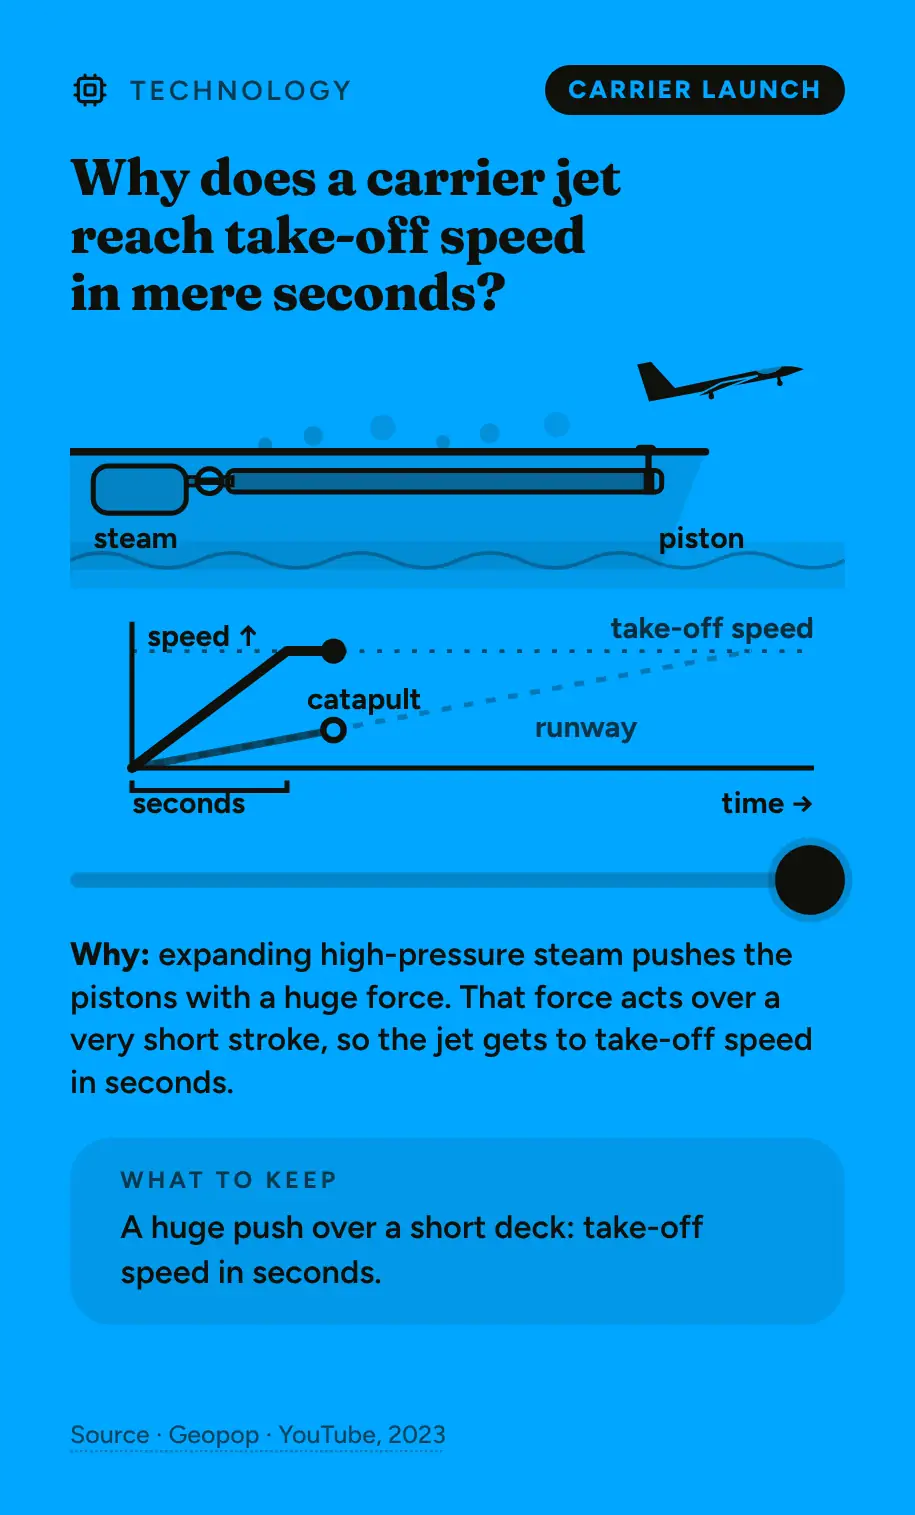 TECHNOLOGY
CARRIER LAUNCH
Why does a carrier jet
reach take-off speed
in mere seconds?
steam
piston
speed ↑
take-off speed
catapult
runway
seconds
time →
Why: expanding high-pressure steam pushes the
pistons with a huge force. That force acts over a
very short stroke, so the jet gets to take-off speed
in seconds.
WHAT TO KEEP
A huge push over a short deck: take-off
speed in seconds.
Source · Geopop · YouTube, 2023